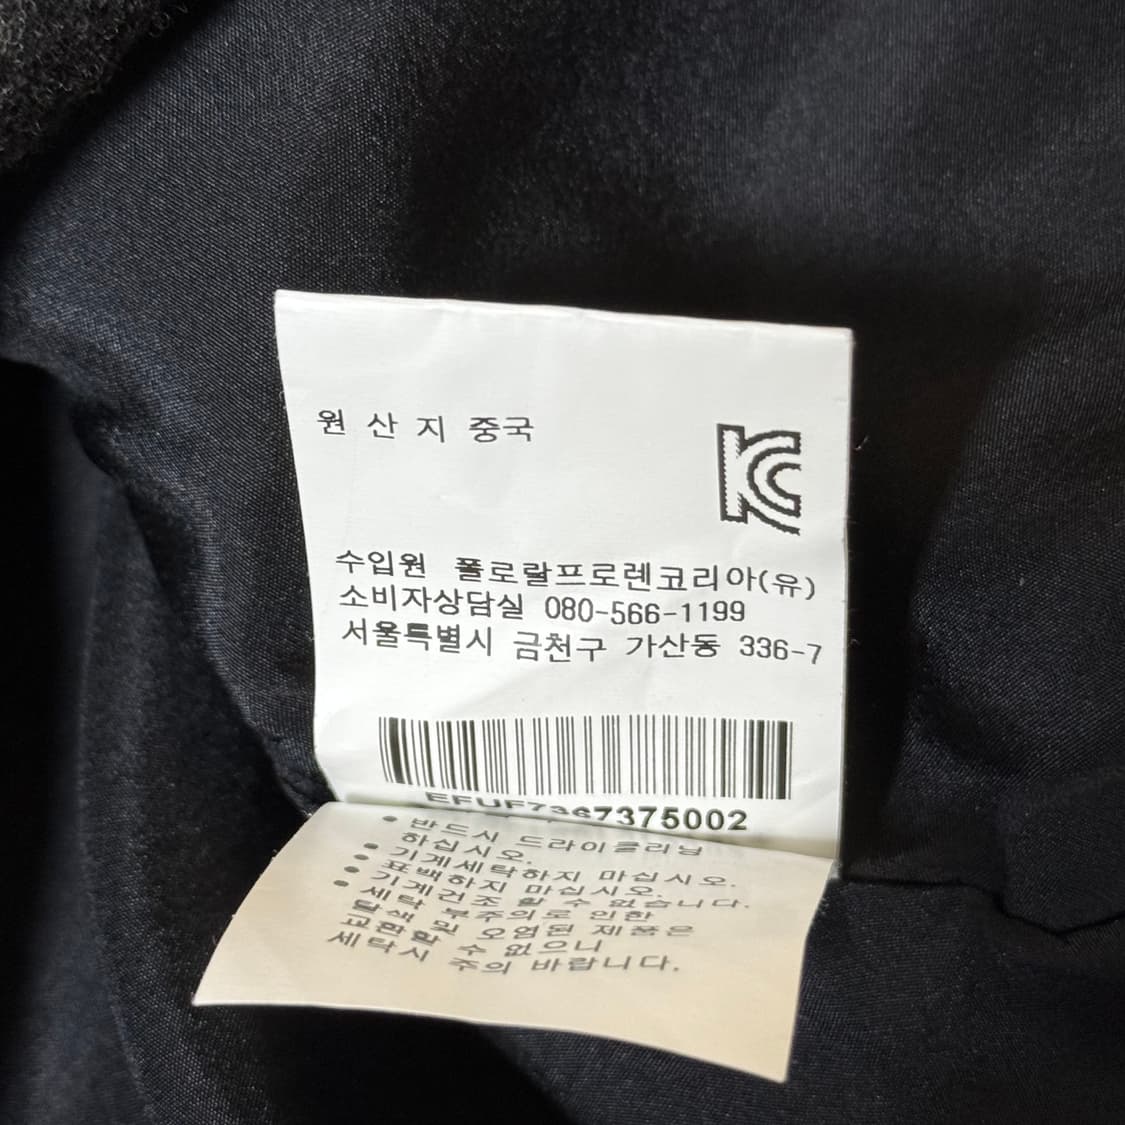 원 산 지 중국
KC
수입원 폴로랄프로렌코리아(유)
소비자상담실 080-566-1199
서울특별시 금천구 가산동 336-7
EFUF7367375002
• 반드시 드라이클리닝
하십시오.
• 기계세탁하지 마십시오.
• 표백하지 마십시오.
• 기계건조 할 수 없습니다.
• 세탁 부주의로 인한
탈색 및 오염된 제품은
교환할 수 없으니
세탁시 주의 바랍니다.